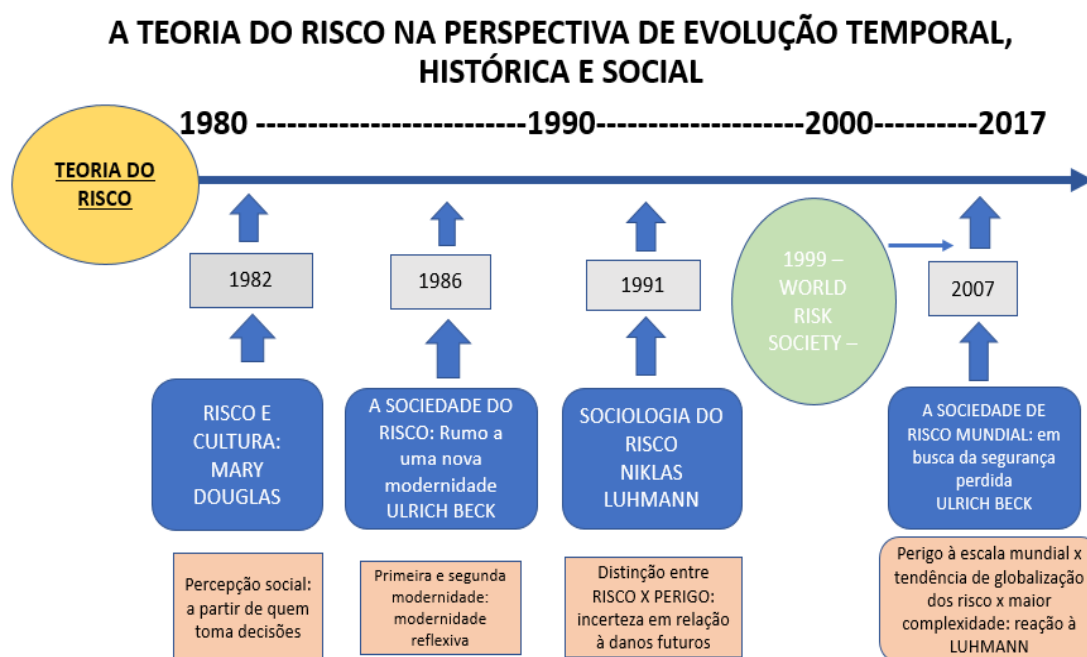 A TEORIA DO RISCO NA PERSPECTIVA DE EVOLUÇÃO TEMPORAL,
HISTÓRICA E SOCIAL
1980 -------------------------1990-------------------2000----------2017
TEORIA DO
RISCO
1982
1986
1991
1999 –
WORLD
RISK
SOCIETY –
2007
RISCO E
CULTURA:
MARY
DOUGLAS
A SOCIEDADE DO
RISCO: Rumo a
uma nova
modernidade
ULRICH BECK
SOCIOLOGIA DO
RISCO
NIKLAS
LUHMANN
A SOCIEDADE DE
RISCO MUNDIAL: em
busca da segurança
perdida
ULRICH BECK
Percepção social:
a partir de quem
toma decisões
Primeira e segunda
modernidade:
modernidade
reflexiva
Distinção entre
RISCO X PERIGO:
incerteza em relação
à danos futuros
Perigo à escala mundial x
tendência de globalização
dos risco x maior
complexidade: reação à
LUHMANN